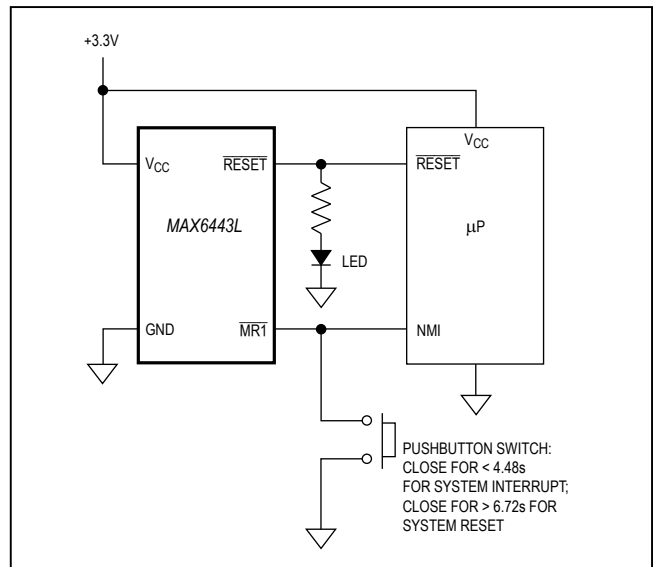 +3.3V
VCC
VCC
RESET
RESET
MAX6443L
µP
LED
GND
MR1
NMI
PUSHBUTTON SWITCH:
CLOSE FOR < 4.48s
FOR SYSTEM INTERRUPT;
CLOSE FOR > 6.72s FOR
SYSTEM RESET